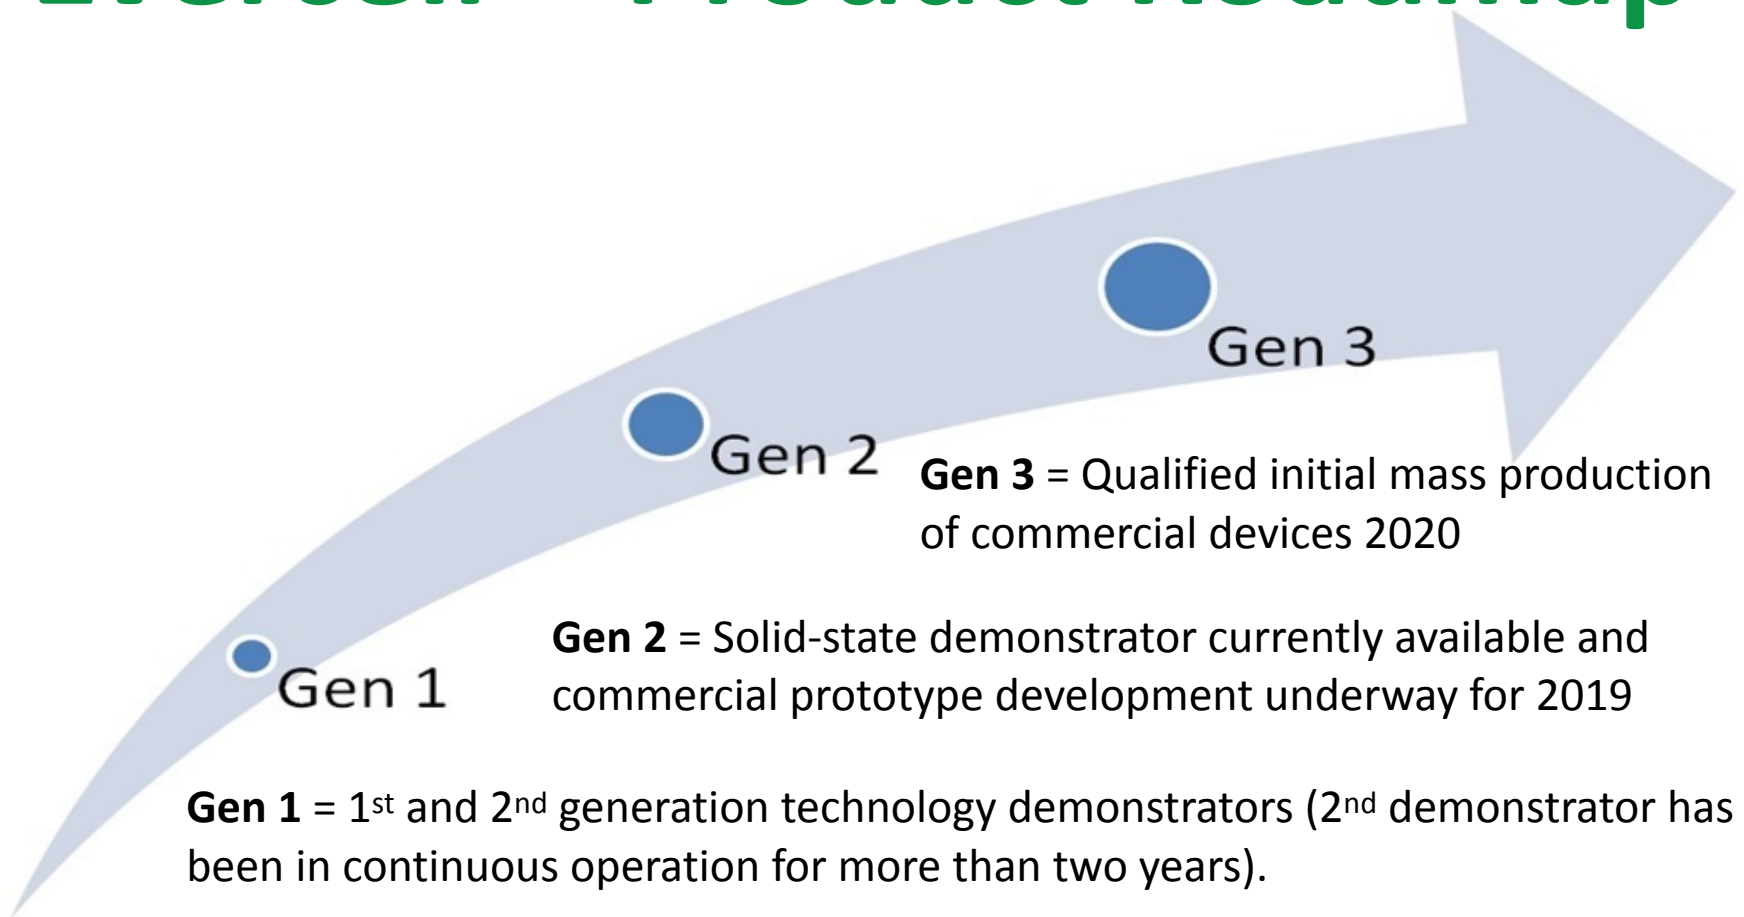 Product Roadmap
Gen 3
Gen 2
Gen 3 = Qualified initial mass production
of commercial devices 2020
Gen 2 = Solid-state demonstrator currently available and
commercial prototype development underway for 2019
Gen 1
Gen 1 = 1st and 2nd generation technology demonstrators (2nd demonstrator has
been in continuous operation for more than two years).